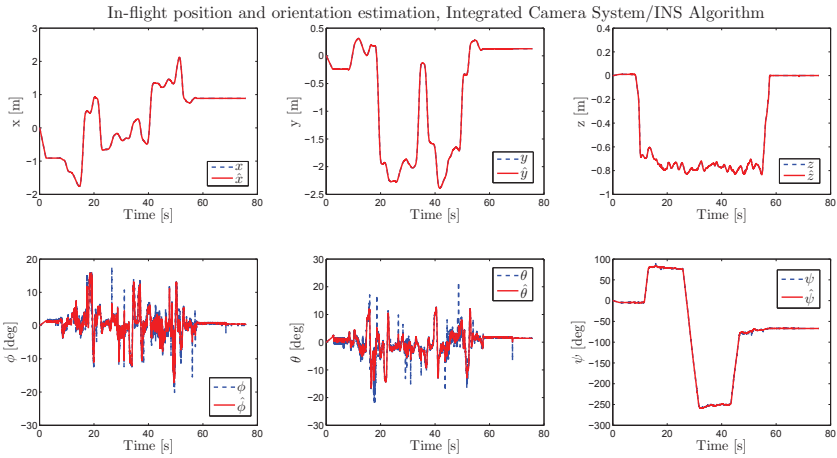 In-flight position and orientation estimation, Integrated Camera System/INS Algorithm
x [m]
3
2
1
0
−1
−2
0 20 40 60 80
Time [s]
x
x̂
y [m]
0.5
0
−0.5
−1
−1.5
−2
−2.5
0 20 40 60 80
Time [s]
y
ŷ
z [m]
0.4
0.2
0
−0.2
−0.4
−0.6
−0.8
−1
0 20 40 60 80
Time [s]
z
ẑ
ϕ [deg]
20
10
0
−10
−20
−30
0 20 40 60 80
Time [s]
ϕ
ϕ̂
θ [deg]
30
20
10
0
−10
−20
−30
0 20 40 60 80
Time [s]
θ
θ̂
ψ [deg]
100
50
0
−50
−100
−150
−200
−250
−300
0 20 40 60 80
Time [s]
ψ
ψ̂